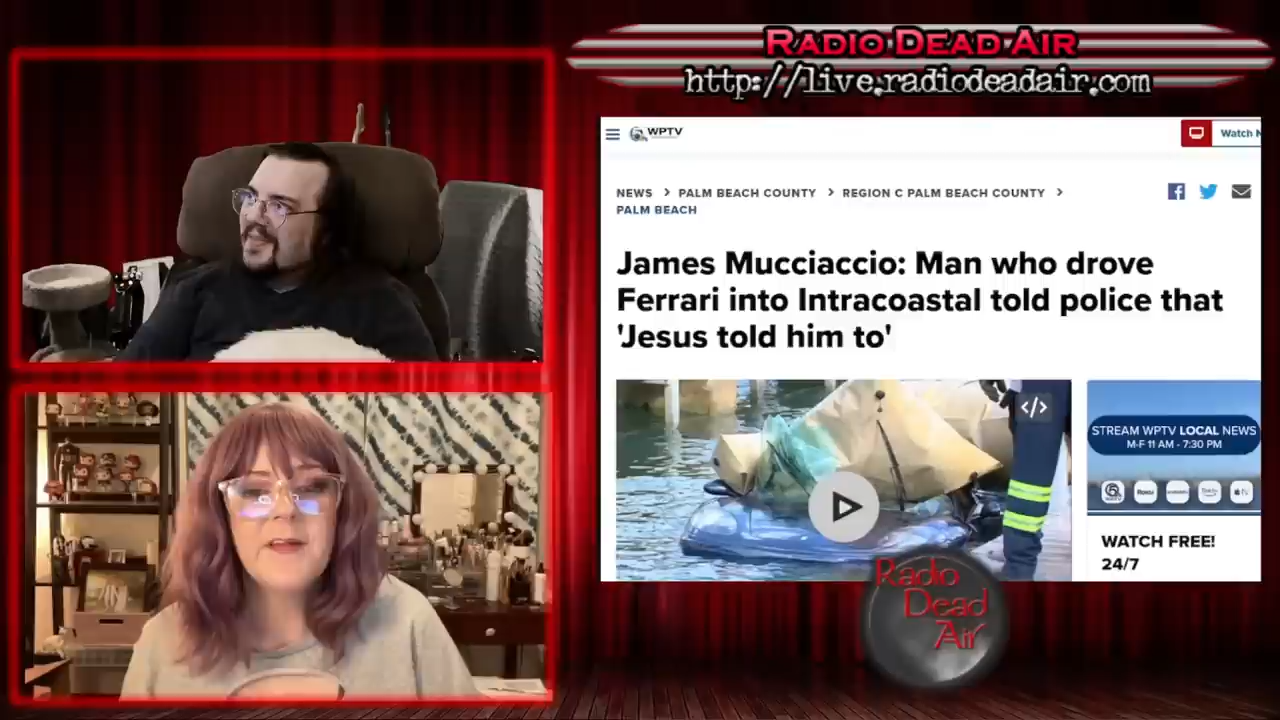 Radio Dead Air
http://live.radiodeadair.com
WPTV
Watch N
NEWS > PALM BEACH COUNTY > REGION C PALM BEACH COUNTY >
PALM BEACH
James Mucciaccio: Man who drove
Ferrari into Intracoastal told police that
'Jesus told him to'
</>
STREAM WPTV LOCAL NEWS
M-F 11 AM - 7:30 PM
Roku
WATCH FREE!
24/7
Radio
Dead
Air